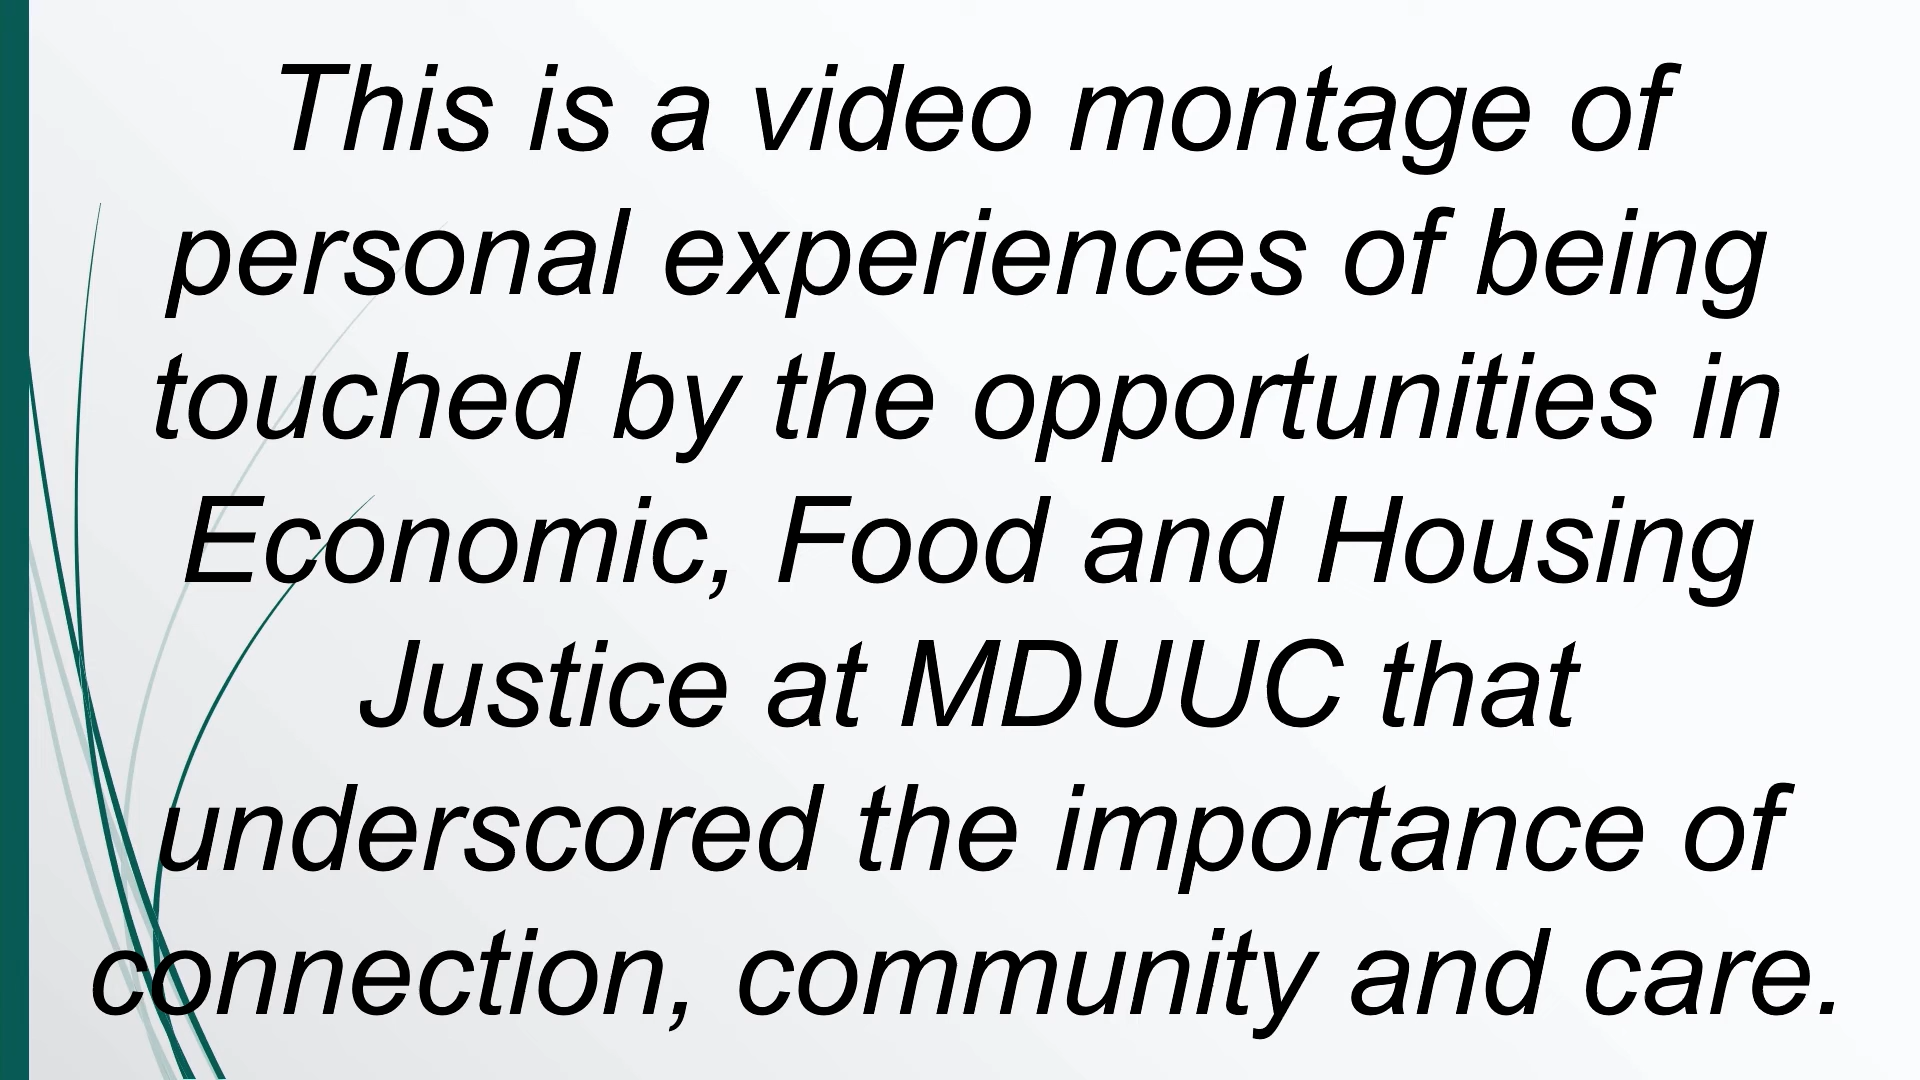 This is a video montage of
personal experiences of being
touched by the opportunities in
Economic, Food and Housing
Justice at MDUUC that
underscored the importance of
connection, community and care.